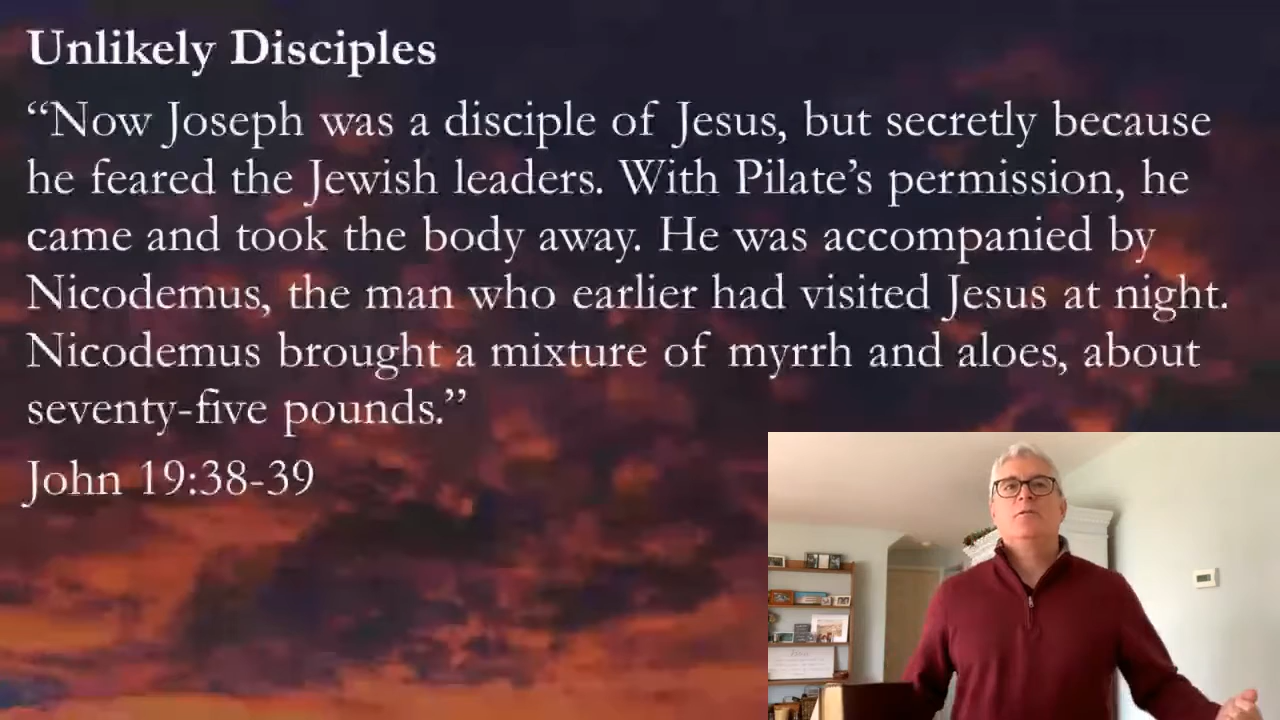 Unlikely Disciples
“Now Joseph was a disciple of Jesus, but secretly because
he feared the Jewish leaders. With Pilate’s permission, he
came and took the body away. He was accompanied by
Nicodemus, the man who earlier had visited Jesus at night.
Nicodemus brought a mixture of myrrh and aloes, about
seventy-five pounds.”
John 19:38-39